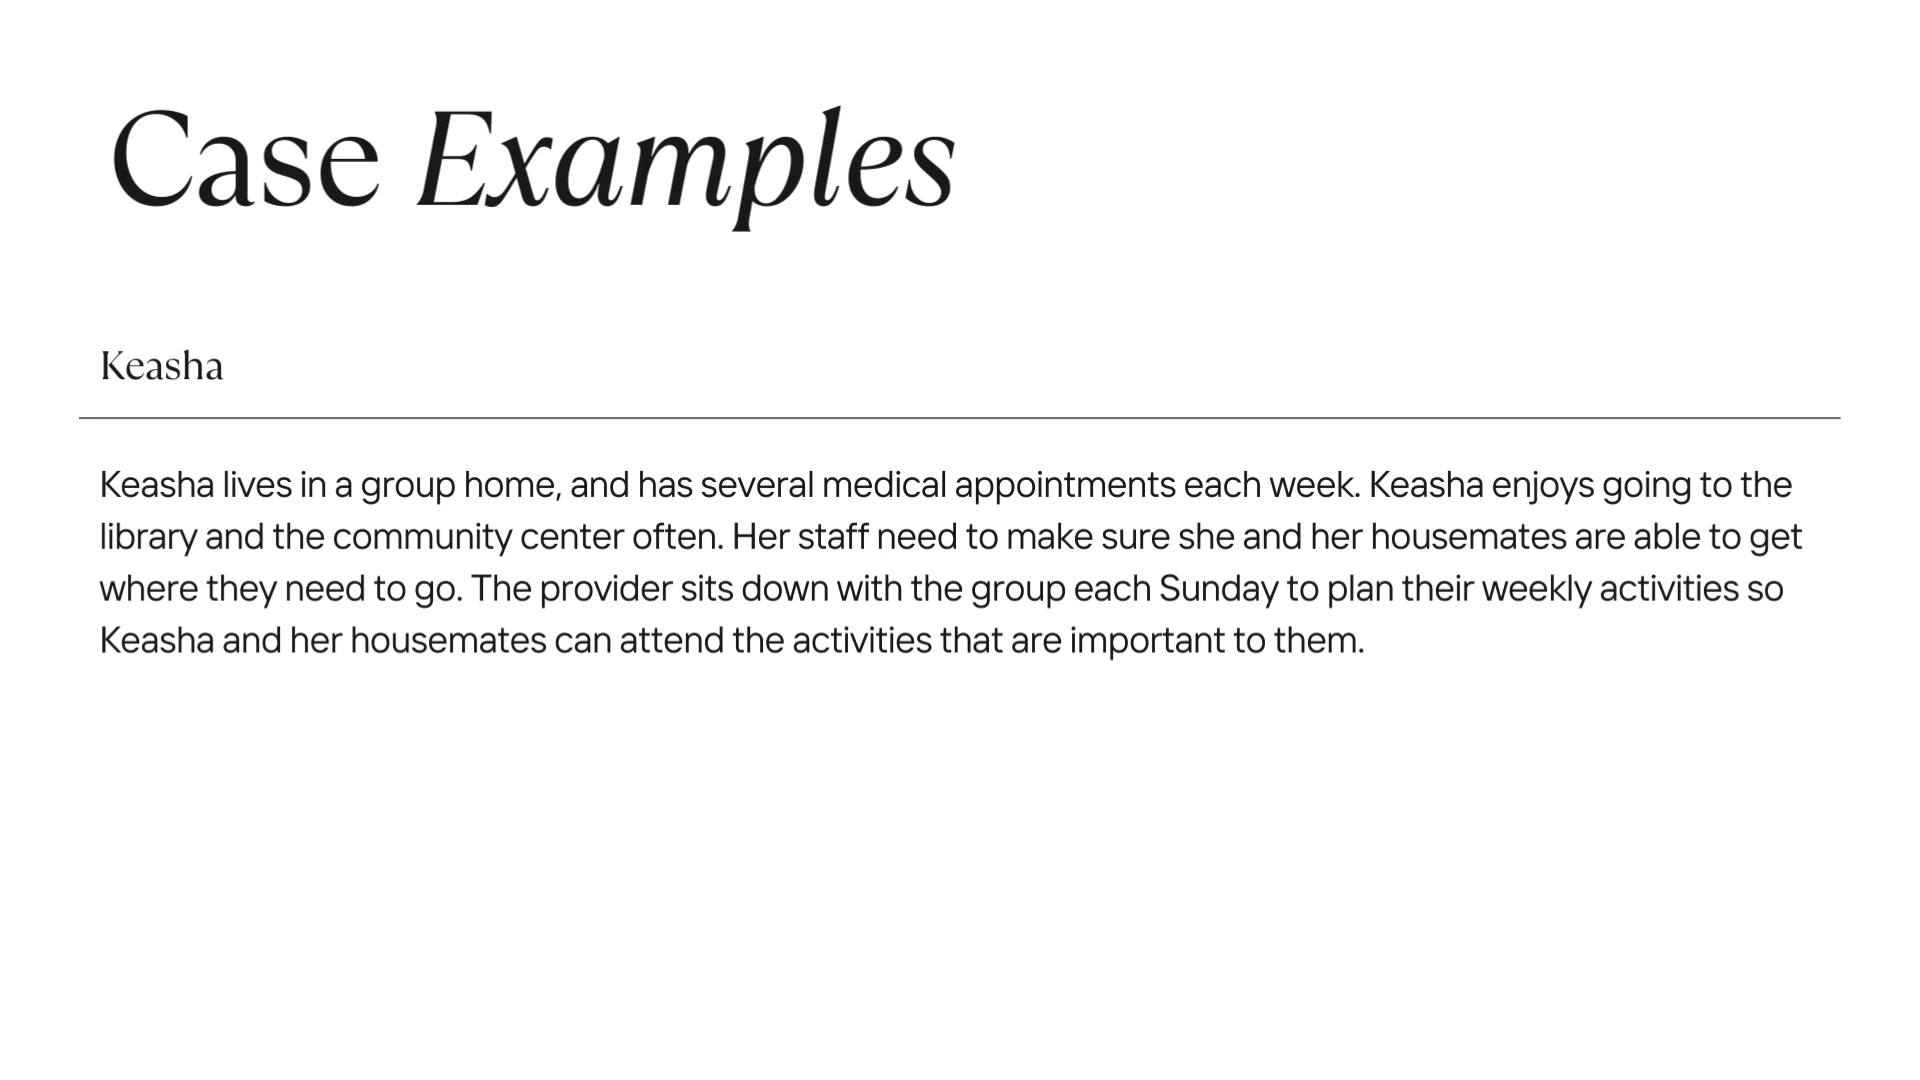 Case Examples
Keasha
Keasha lives in a group home, and has several medical appointments each week. Keasha enjoys going to the
library and the community center often. Her staff need to make sure she and her housemates are able to get
where they need to go. The provider sits down with the group each Sunday to plan their weekly activities so
Keasha and her housemates can attend the activities that are important to them.